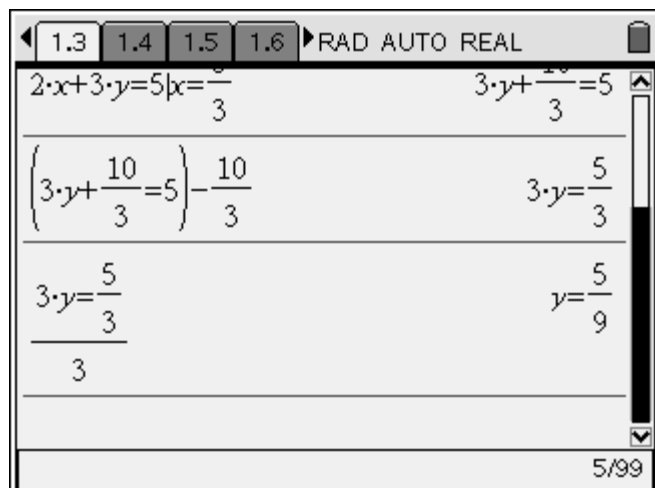 1.3 1.4 1.5 1.6 RAD AUTO REAL
2·x+3·y=5|x=/3 3·y+10/3=5
(3·y+10/3=5)−10/3 3·y=5/3
(3·y=5/3)/3 y=5/9
5/99